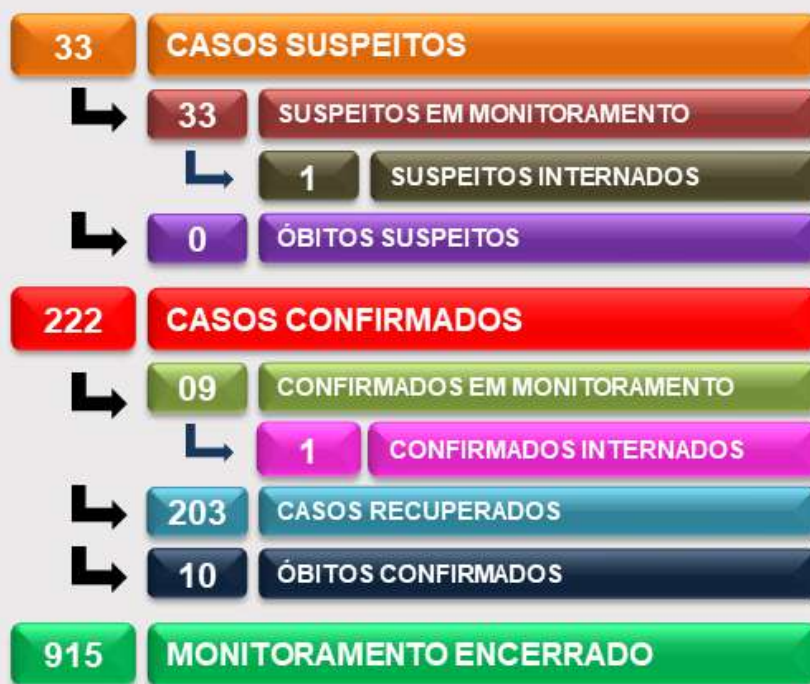 33 CASOS SUSPEITOS
33 SUSPEITOS EM MONITORAMENTO
1 SUSPEITOS INTERNADOS
0 ÓBITOS SUSPEITOS
222 CASOS CONFIRMADOS
09 CONFIRMADOS EM MONITORAMENTO
1 CONFIRMADOS INTERNADOS
203 CASOS RECUPERADOS
10 ÓBITOS CONFIRMADOS
915 MONITORAMENTO ENCERRADO